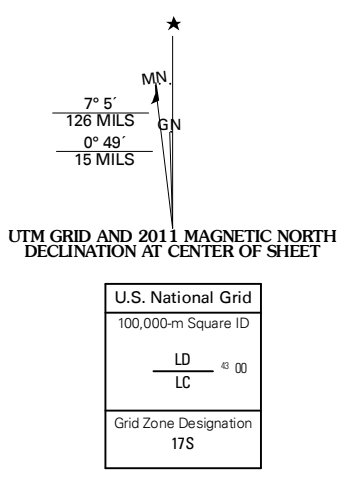 ★
MN
7° 5´
126 MILS
GN
0° 49´
15 MILS
UTM GRID AND 2011 MAGNETIC NORTH
DECLINATION AT CENTER OF SHEET
U.S. National Grid
100,000-m Square ID
LD
43 00
LC
Grid Zone Designation
17S